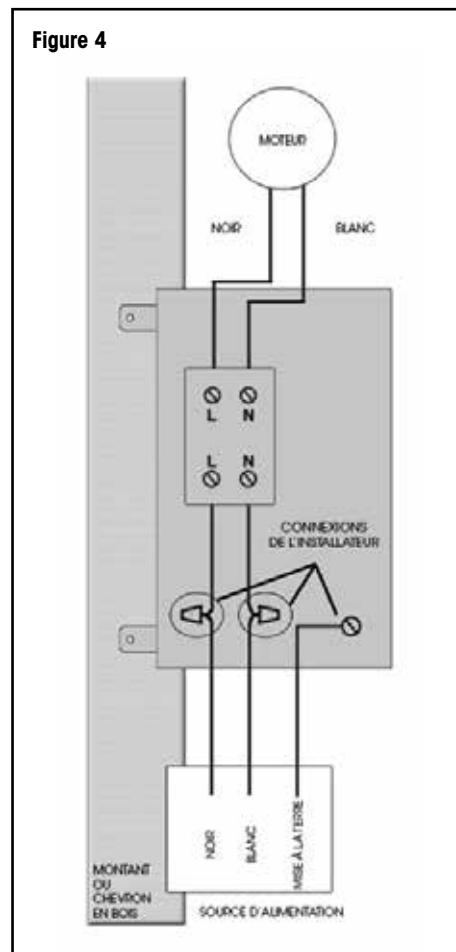 Figure 4
MOTEUR
NOIR
BLANC
L N
L N
CONNEXIONS
DE L'INSTALLATEUR
NOIR
BLANC
MISE À LA TERRE
MONTANT
OU
CHEVRON
EN BOIS
SOURCE D'ALIMENTATION